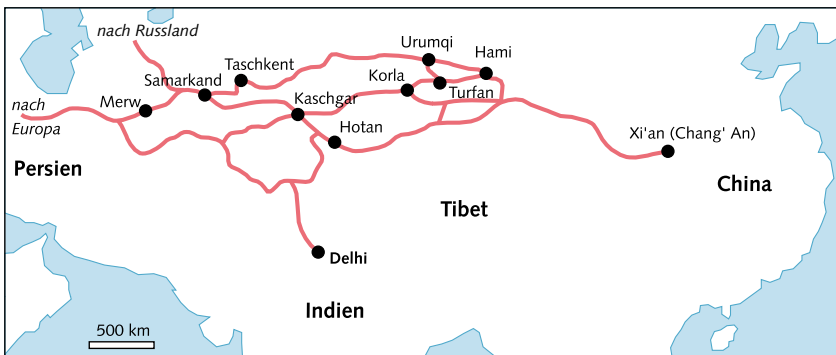 nach Russland
Urumqi
Hami
Taschkent
Korla
Samarkand
Turfan
nach
Europa
Merw
Kaschgar
Hotan
Xi'an (Chang' An)
Persien
China
Tibet
Delhi
Indien
500 km